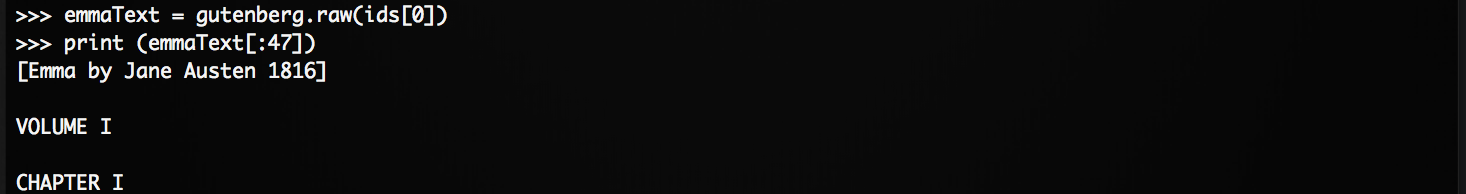 >>> emmaText = gutenberg.raw(ids[0])
>>> print (emmaText[:47])
[Emma by Jane Austen 1816]
VOLUME I
CHAPTER I